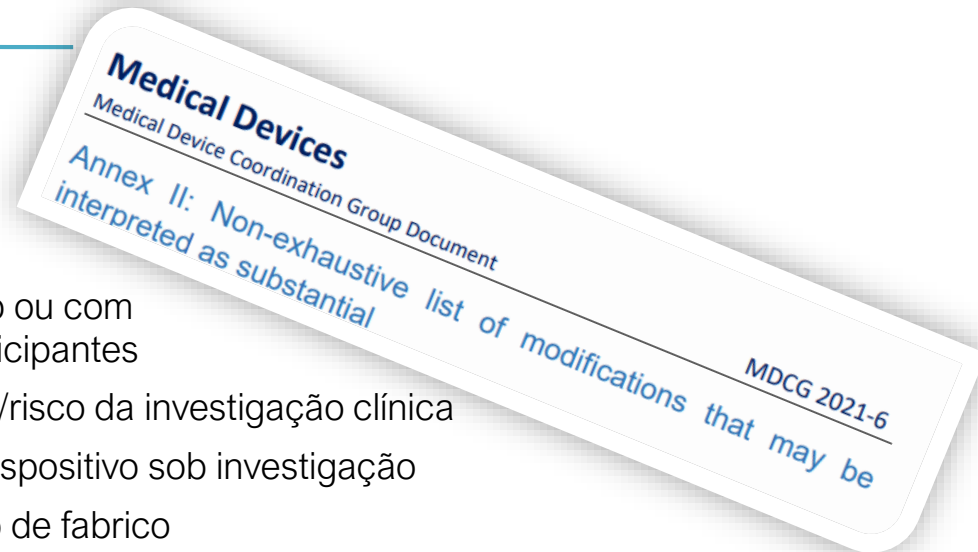 Medical Devices
Medical Device Coordination Group Document
MDCG 2021-6
Annex II: Non-exhaustive list of modifications that may be
interpreted as substantial
o ou com
icipantes
/risco da investigação clínica
spositivo sob investigação
o de fabrico